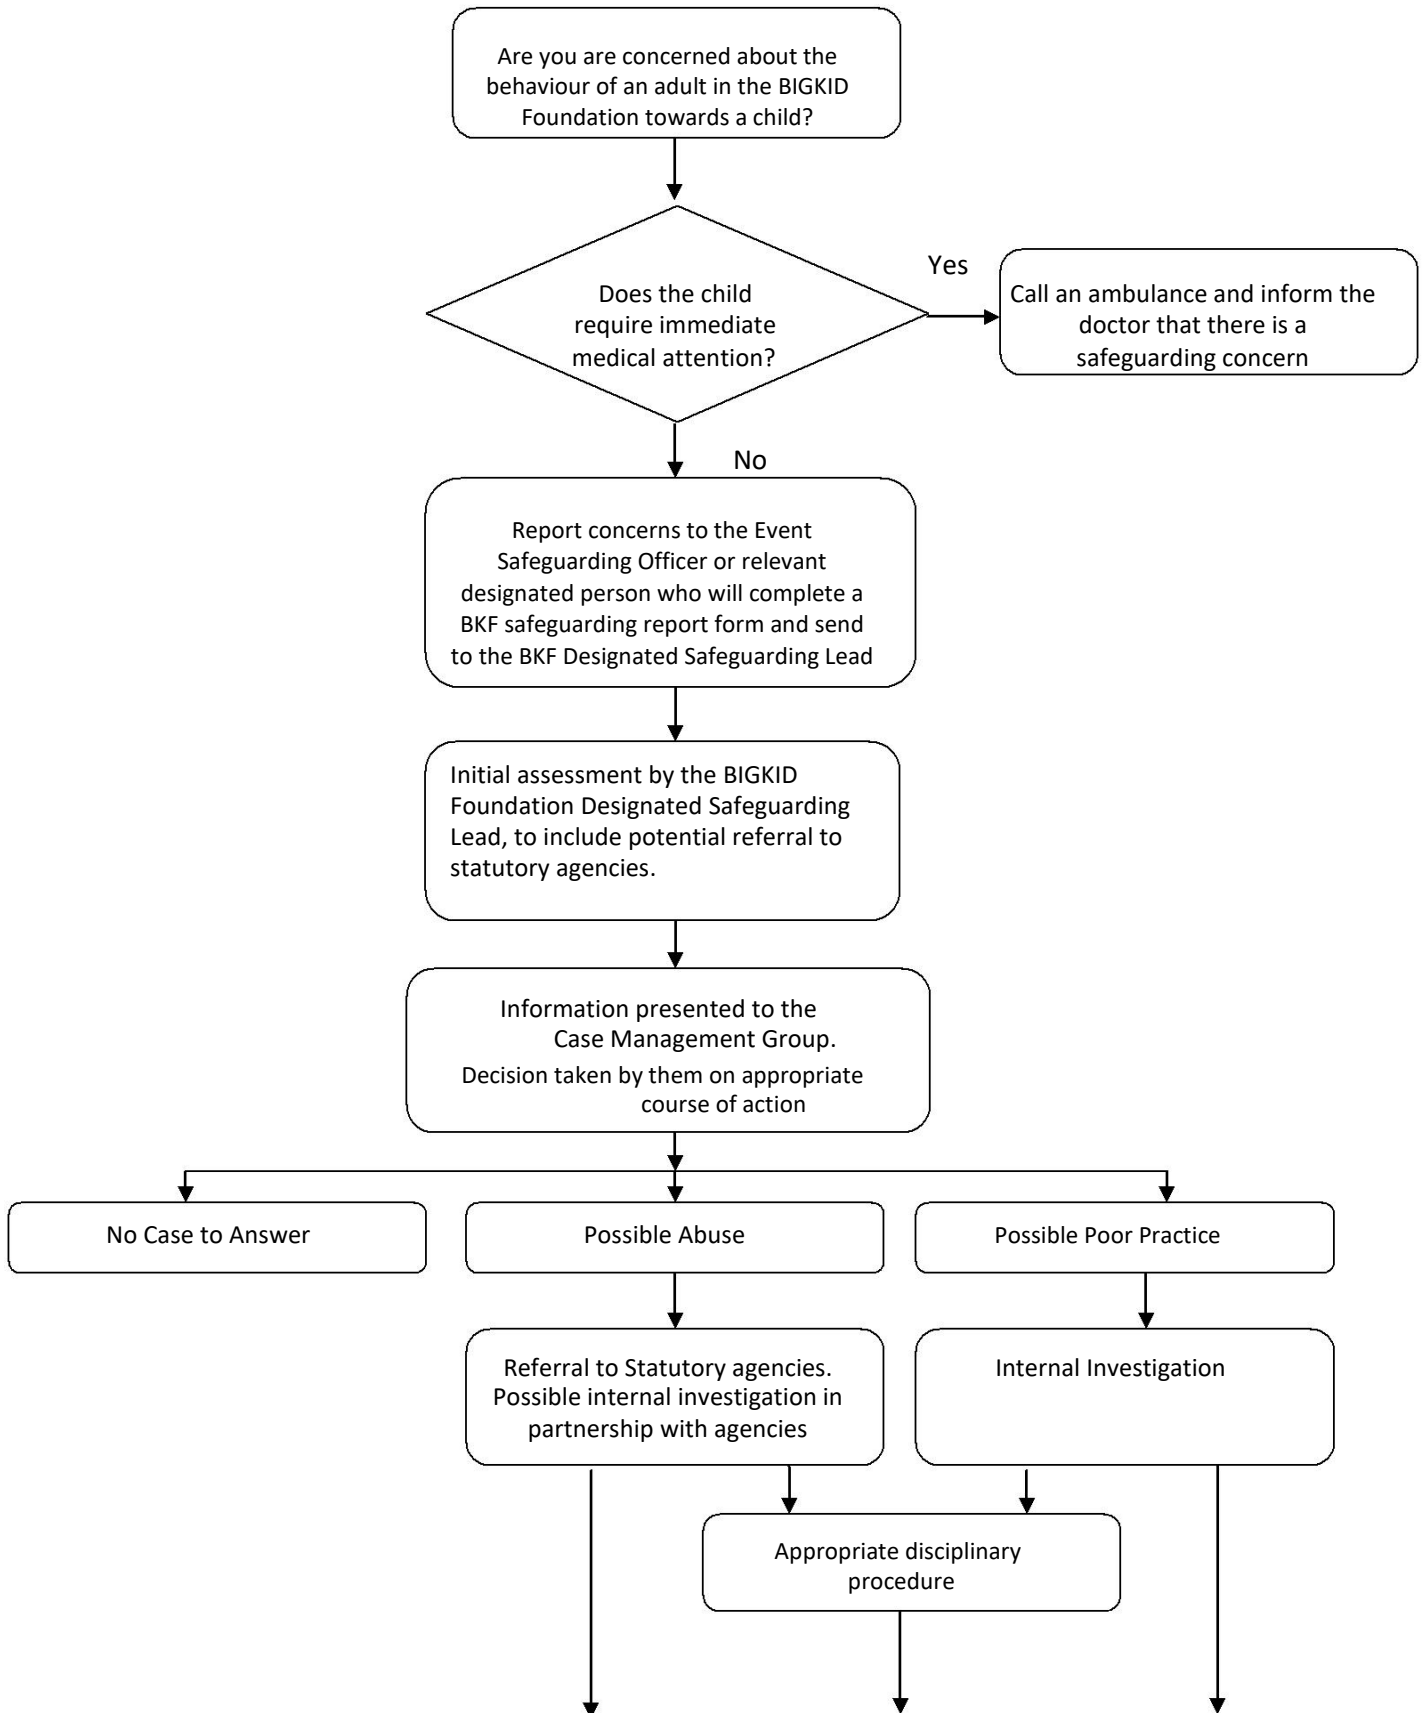 Are you are concerned about the
behaviour of an adult in the BIGKID
Foundation towards a child?
Yes
Does the child
require immediate
medical attention?
Call an ambulance and inform the
doctor that there is a
safeguarding concern
No
Report concerns to the Event
Safeguarding Officer or relevant
designated person who will complete a
BKF safeguarding report form and send
to the BKF Designated Safeguarding Lead
Initial assessment by the BIGKID
Foundation Designated Safeguarding
Lead, to include potential referral to
statutory agencies.
Information presented to the
Case Management Group.
Decision taken by them on appropriate
course of action
No Case to Answer
Possible Abuse
Possible Poor Practice
Referral to Statutory agencies.
Possible internal investigation in
partnership with agencies
Internal Investigation
Appropriate disciplinary
procedure